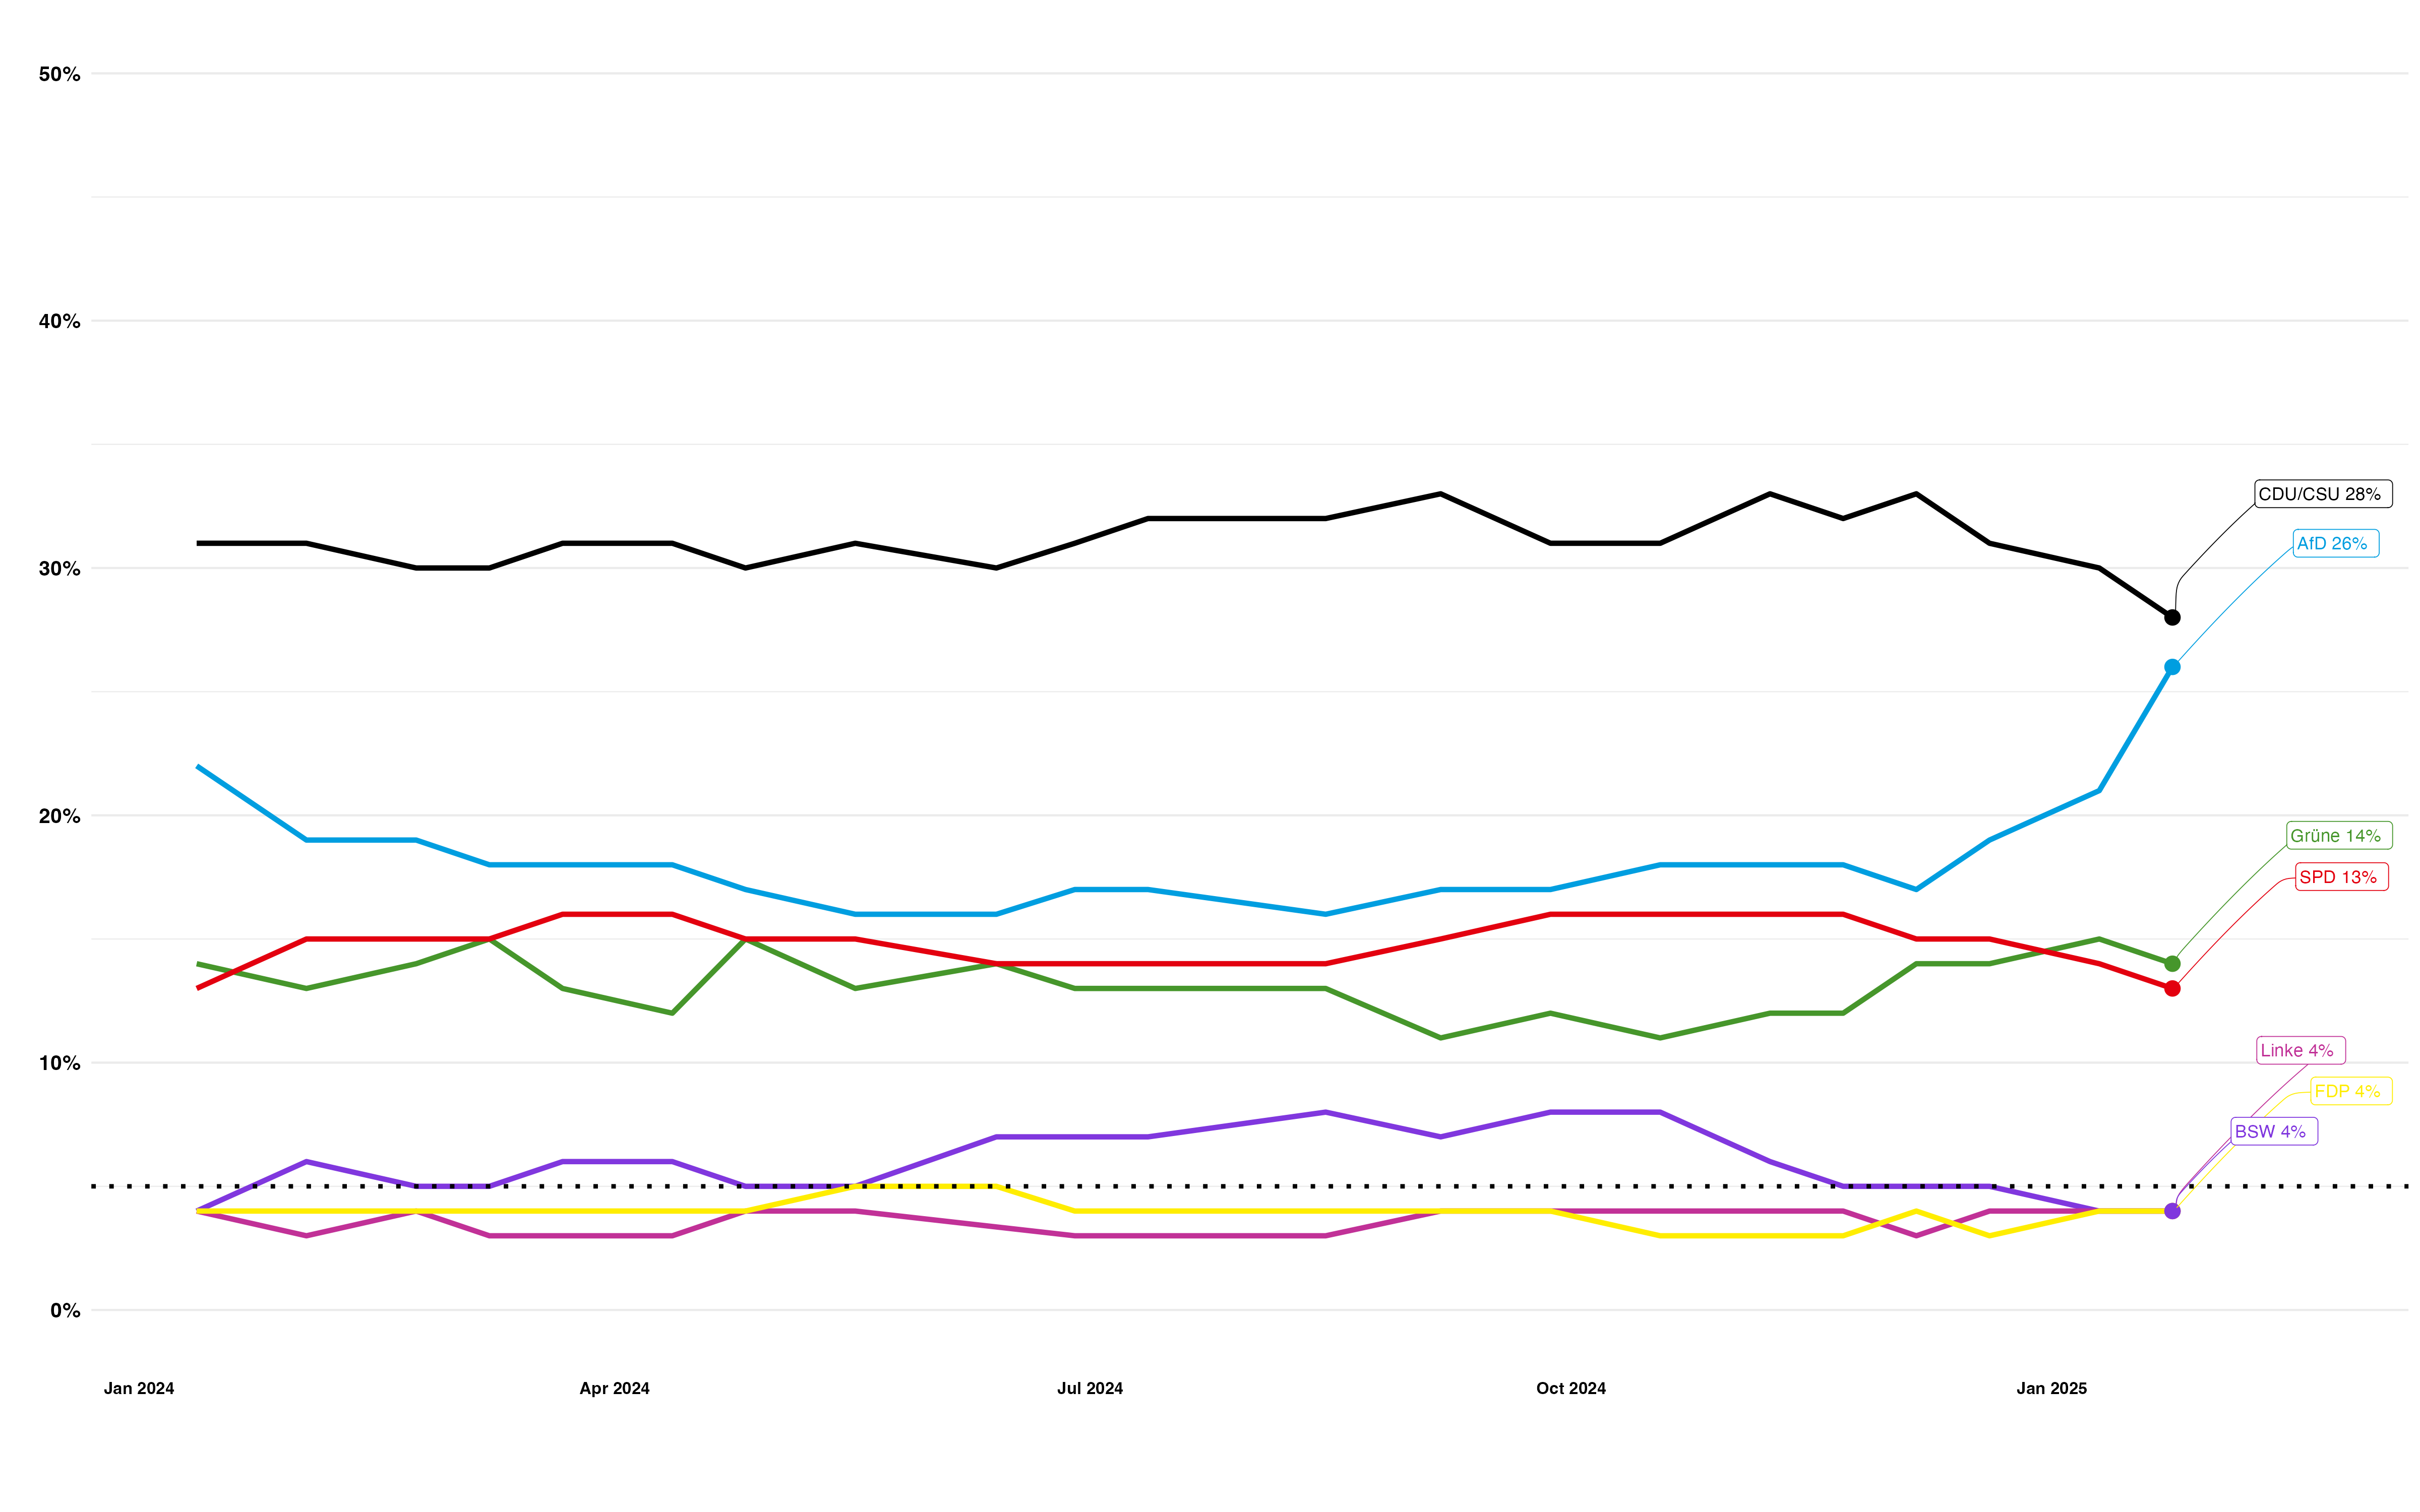 50%
40%
30%
20%
10%
0%
CDU/CSU 28%
AfD 26%
Grüne 14%
SPD 13%
Linke 4%
FDP 4%
BSW 4%
Jan 2024
Apr 2024
Jul 2024
Oct 2024
Jan 2025